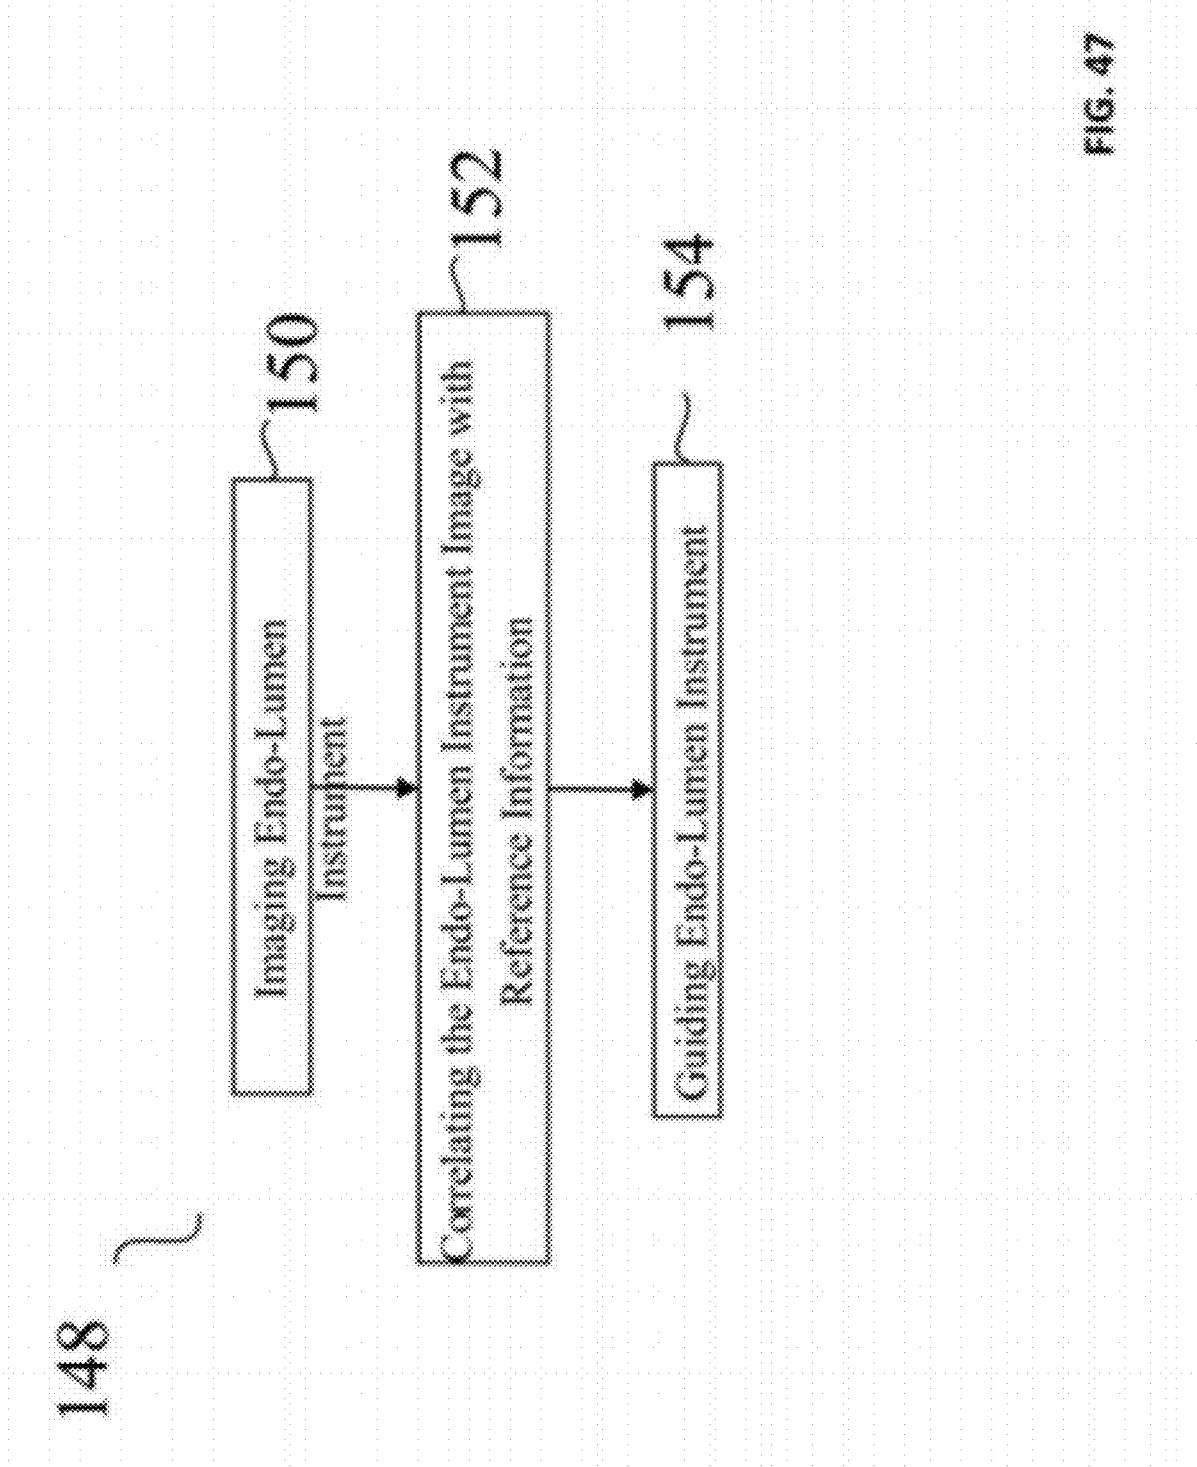 148
150
Imaging Endo-Lumen
Instrument
152
Correlating the Endo-Lumen Instrument Image with
Reference Information
154
Guiding Endo-Lumen Instrument
FIG. 47